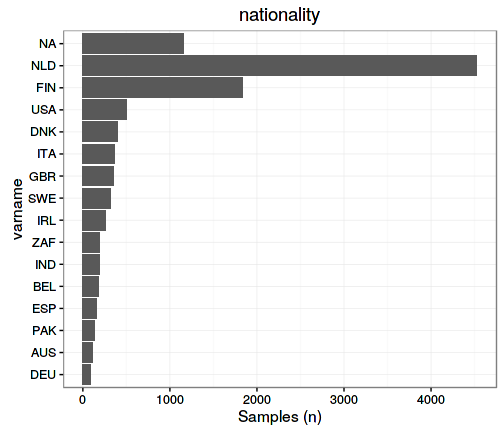 nationality
varname
NA
NLD
FIN
USA
DNK
ITA
GBR
SWE
IRL
ZAF
IND
BEL
ESP
PAK
AUS
DEU
0 1000 2000 3000 4000
Samples (n)